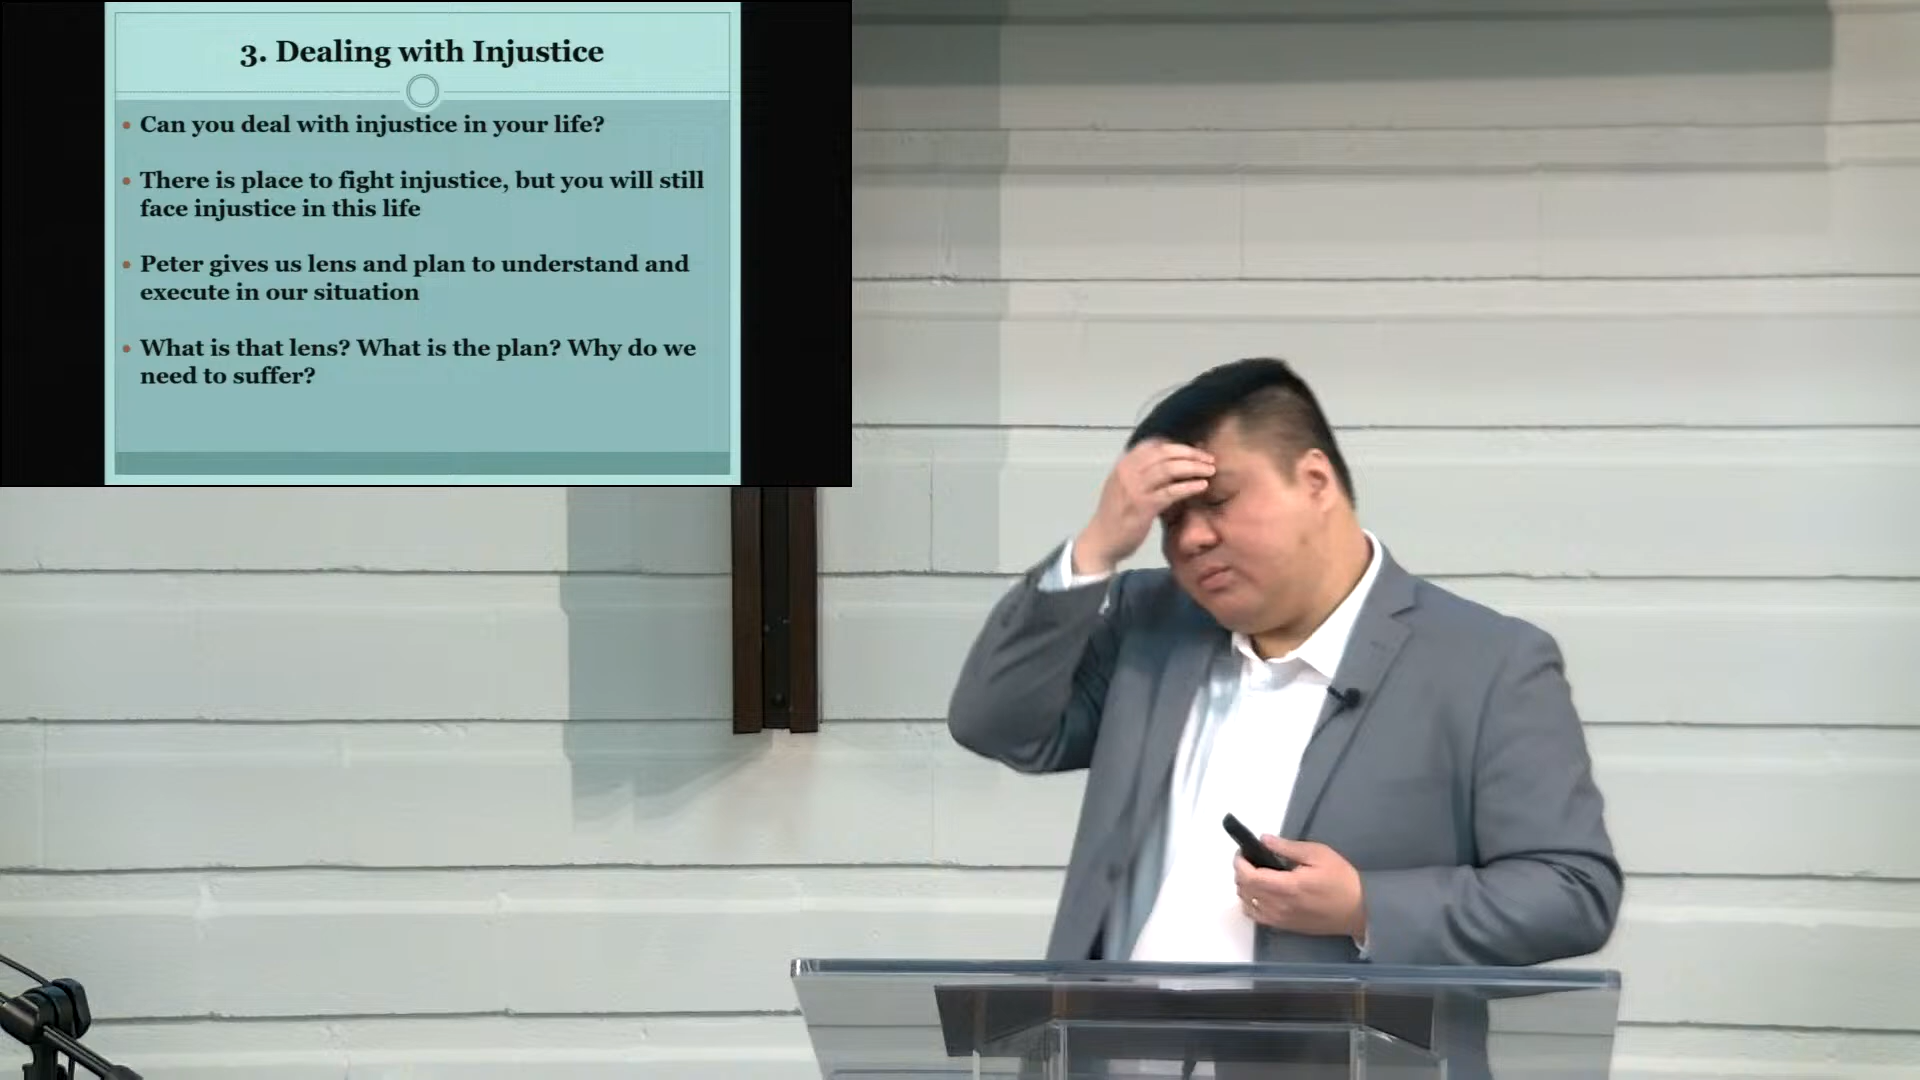 3. Dealing with Injustice
Can you deal with injustice in your life?
There is place to fight injustice, but you will still
face injustice in this life
Peter gives us lens and plan to understand and
execute in our situation
What is that lens? What is the plan? Why do we
need to suffer?